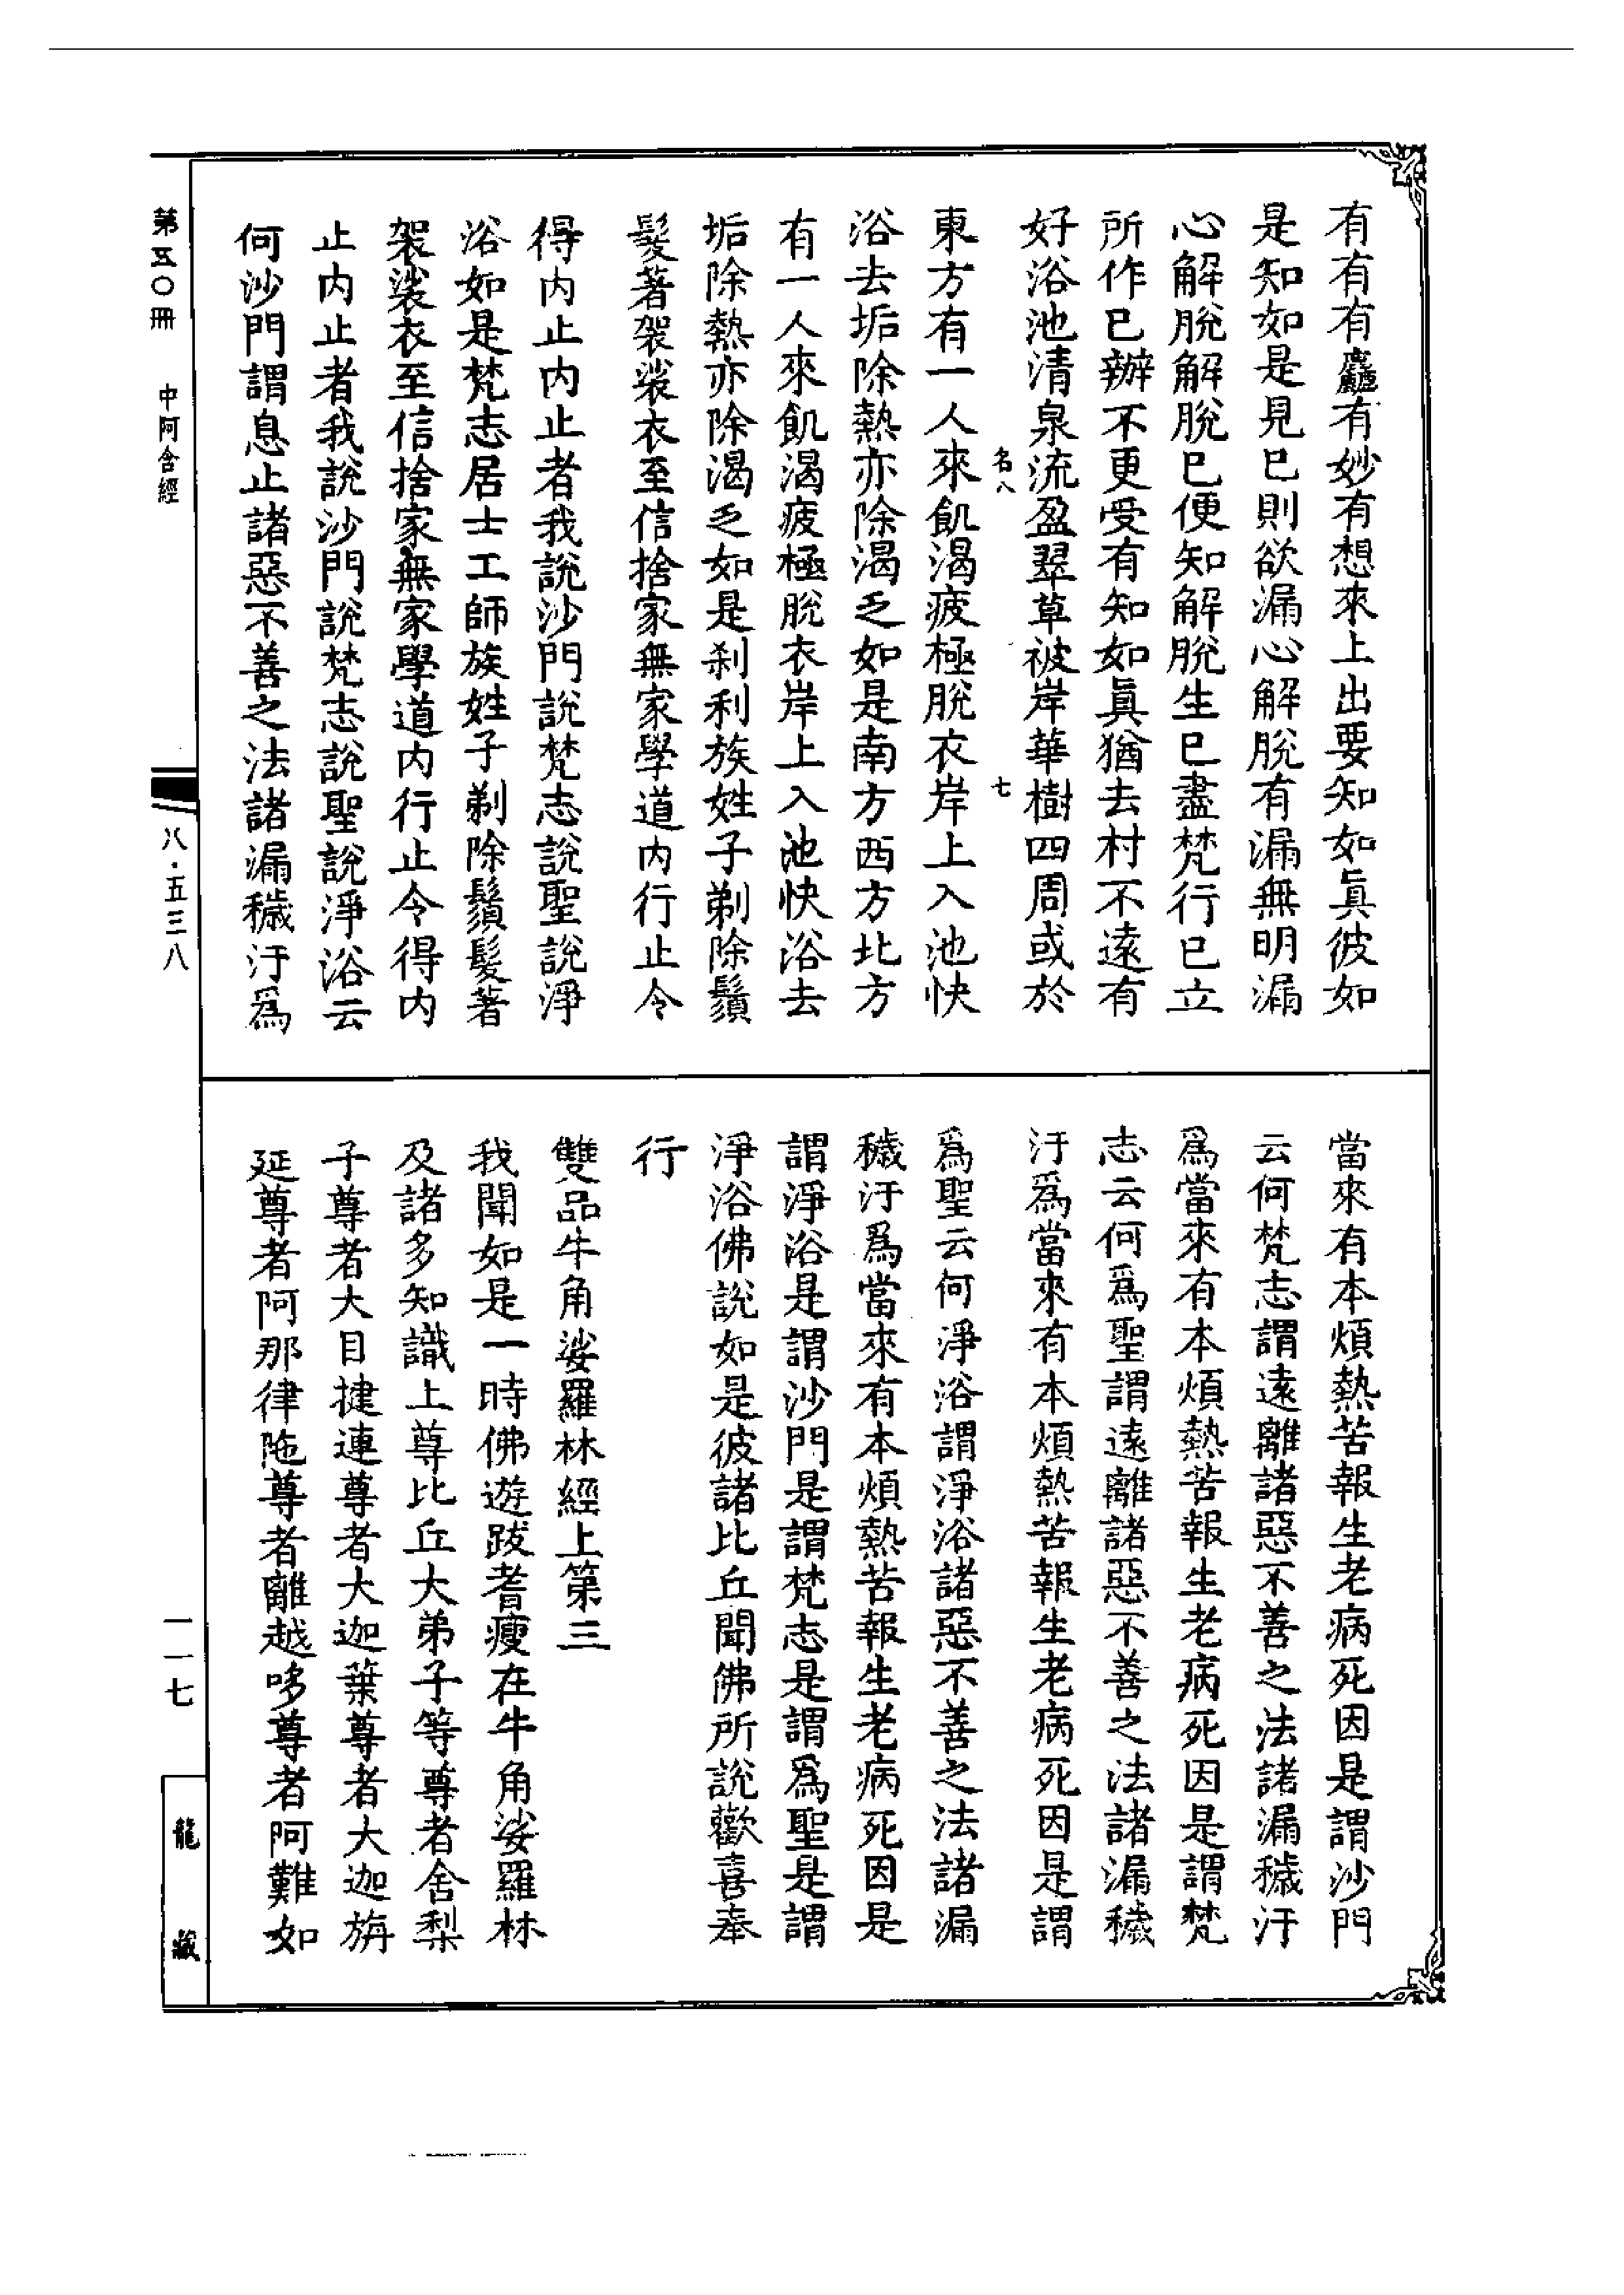 有有有麤有妙有想來上出要知如眞彼如
是知如是見巳則欲漏心解脫有漏無明漏
心解脫解脫巳便知解脫生巳盡梵行巳立
所作巳辦不更受有知如眞猶去村不遠有
好浴池清泉流盈翠草被岸華樹四周或於
名八 七
東方有一人來飢渴疲極脫衣岸上入池快
浴去垢除熱亦除渴乏如是南方西方北方
有一人來飢渴疲極脫衣岸上入池快浴去
垢除熱亦除渴乏如是刹利族姓子剃除鬚
髮著袈裟衣至信捨家無家學道内行止令
得内止内止者我說沙門說梵志說聖說淨
浴如是梵志居士工師族姓子剃除鬚髮著
袈裟衣至信捨家無家學道内行止令得内
止内止者我說沙門說梵志說聖說淨浴云
何沙門謂息止諸惡不善之法諸漏穢汙爲
當來有本煩熱苦報生老病死因是謂沙門
云何梵志謂遠離諸惡不善之法諸漏穢汙
爲當來有本煩熱苦報生老病死因是謂梵
志云何爲聖謂遠離諸惡不善之法諸漏穢
汙爲當來有本煩熱苦報生老病死因是謂
爲聖云何淨浴謂淨浴諸惡不善之法諸漏
穢汙爲當來有本煩熱苦報生老病死因是
謂淨浴是謂沙門是謂梵志是謂爲聖是謂
淨浴佛說如是彼諸比丘聞佛所說歡喜奉
行
雙品牛角娑羅林經上第三
我聞如是一時佛遊跋耆瘦在牛角娑羅林
及諸多知識上尊比丘大弟子等尊者舍梨
子尊者大目揵連尊者大迦葉尊者大迦旃
延尊者阿那律陁尊者離越哆尊者阿難如
第五〇冊 中阿含經
八·五三八
一一七
龍藏